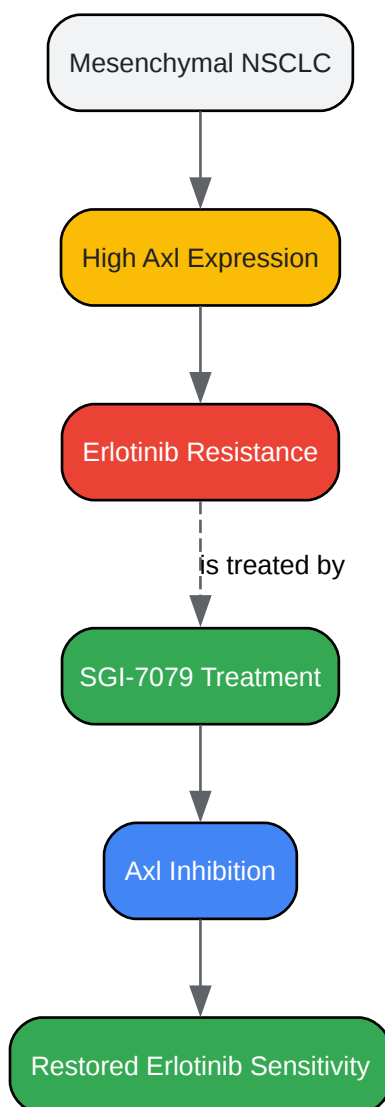 Mesenchymal NSCLC
High Axl Expression
Erlotinib Resistance
is treated by
SGI-7079 Treatment
Axl Inhibition
Restored Erlotinib Sensitivity